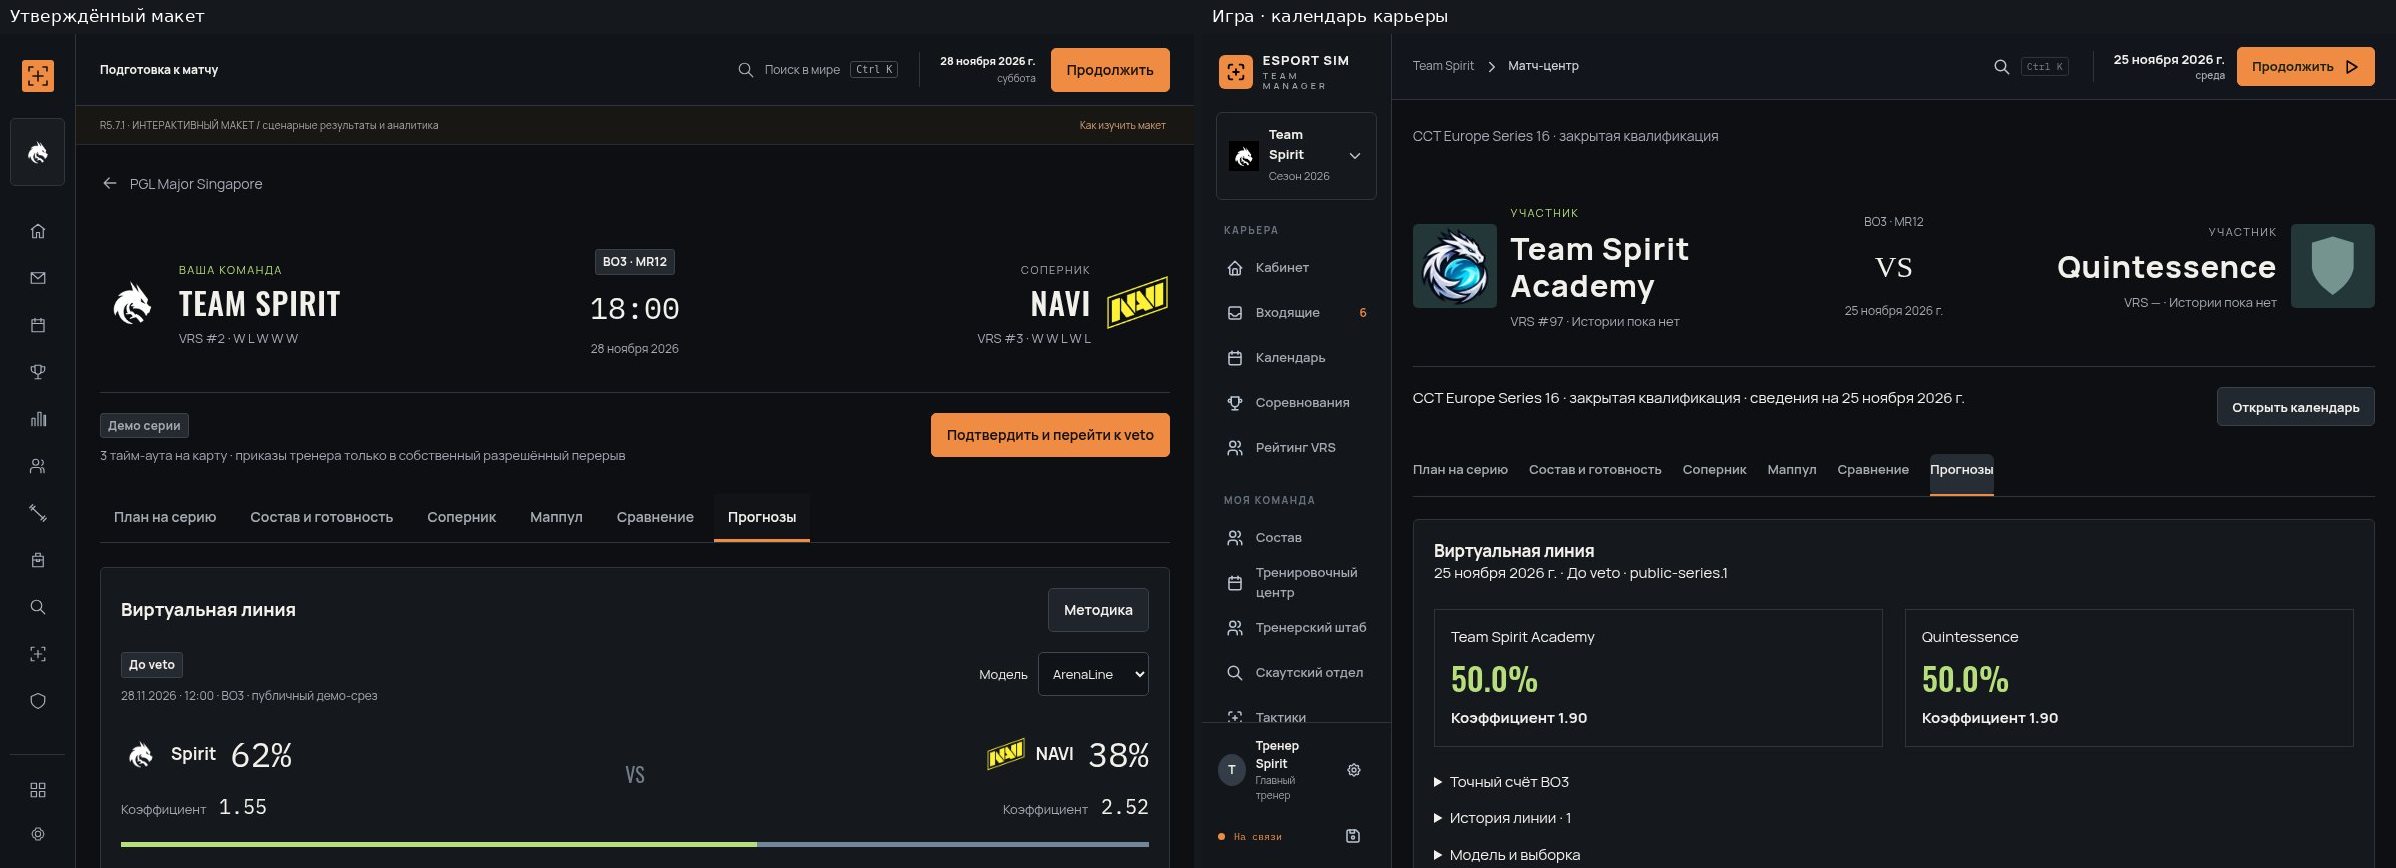 Утверждённый макет
Подготовка к матчу
Поиск в мире
Ctrl K
28 ноября 2026 г.
суббота
Продолжить
R5.7.1 · ИНТЕРАКТИВНЫЙ МАКЕТ / сценарные результаты и аналитика
Как изучить макет
PGL Major Singapore
ВАША КОМАНДА
TEAM SPIRIT
VRS #2 · W L W W W
BO3 · MR12
18:00
28 ноября 2026
СОПЕРНИК
NAVI
VRS #3 · W W L W L
NAVI
Демо серии
3 тайм-аута на карту · приказы тренера только в собственный разрешённый перерыв
Подтвердить и перейти к veto
План на серию
Состав и готовность
Соперник
Маппул
Сравнение
Прогнозы
Виртуальная линия
Методика
До veto
28.11.2026 · 12:00 · BO3 · публичный демо-срез
Модель
ArenaLine
Spirit 62%
VS
NAVI
NAVI 38%
Коэффициент 1.55
Коэффициент 2.52
Игра · календарь карьеры
ESPORT SIM
TEAM
MANAGER
Team
Spirit
Сезон 2026
КАРЬЕРА
Кабинет
Входящие 6
Календарь
Соревнования
Рейтинг VRS
МОЯ КОМАНДА
Состав
Тренировочный
центр
Тренерский штаб
Скаутский отдел
Тактики
Тренер
Spirit
Главный
тренер
T
На связи
Team Spirit
Матч-центр
Ctrl K
25 ноября 2026 г.
среда
Продолжить
CCT Europe Series 16 · закрытая квалификация
УЧАСТНИК
Team Spirit
Academy
VRS #97 · Истории пока нет
BO3 · MR12
VS
25 ноября 2026 г.
УЧАСТНИК
Quintessence
VRS — · Истории пока нет
CCT Europe Series 16 · закрытая квалификация · сведения на 25 ноября 2026 г.
Открыть календарь
План на серию
Состав и готовность
Соперник
Маппул
Сравнение
Прогнозы
Виртуальная линия
25 ноября 2026 г. · До veto · public-series.1
Team Spirit Academy
50.0%
Коэффициент 1.90
Quintessence
50.0%
Коэффициент 1.90
Точный счёт BO3
История линии · 1
Модель и выборка